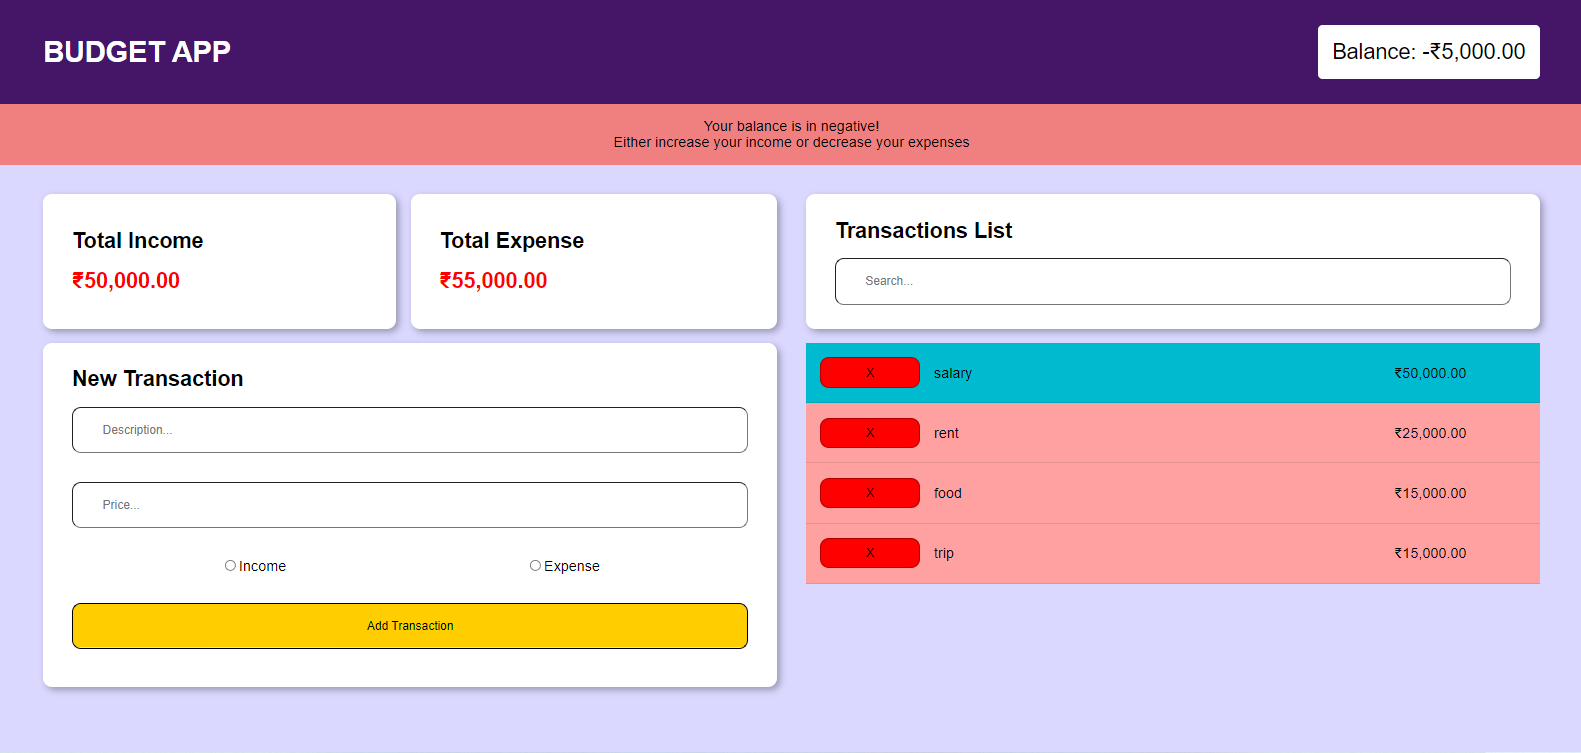 BUDGET APP
Balance: -₹5,000.00
Your balance is in negative!
Either increase your income or decrease your expenses
Total Income
₹50,000.00
Total Expense
₹55,000.00
New Transaction
Description...
Price...
Income
Expense
Add Transaction
Transactions List
Search...
X salary ₹50,000.00
X rent ₹25,000.00
X food ₹15,000.00
X trip ₹15,000.00